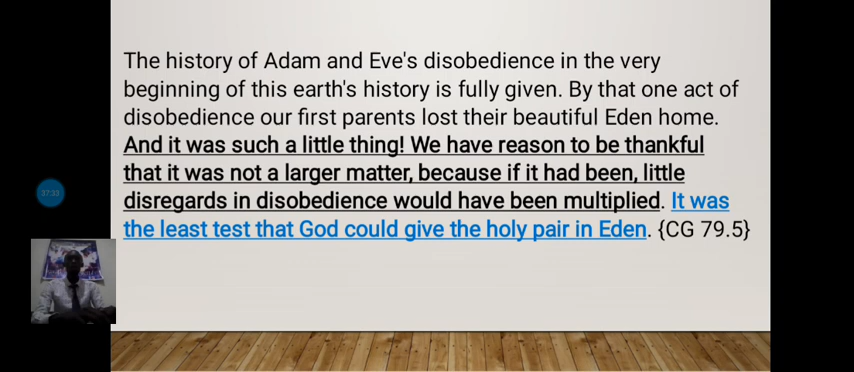 The history of Adam and Eve's disobedience in the very
beginning of this earth's history is fully given. By that one act of
disobedience our first parents lost their beautiful Eden home.
And it was such a little thing! We have reason to be thankful
that it was not a larger matter, because if it had been, little
disregards in disobedience would have been multiplied. It was
the least test that God could give the holy pair in Eden. {CG 79.5}
37:33